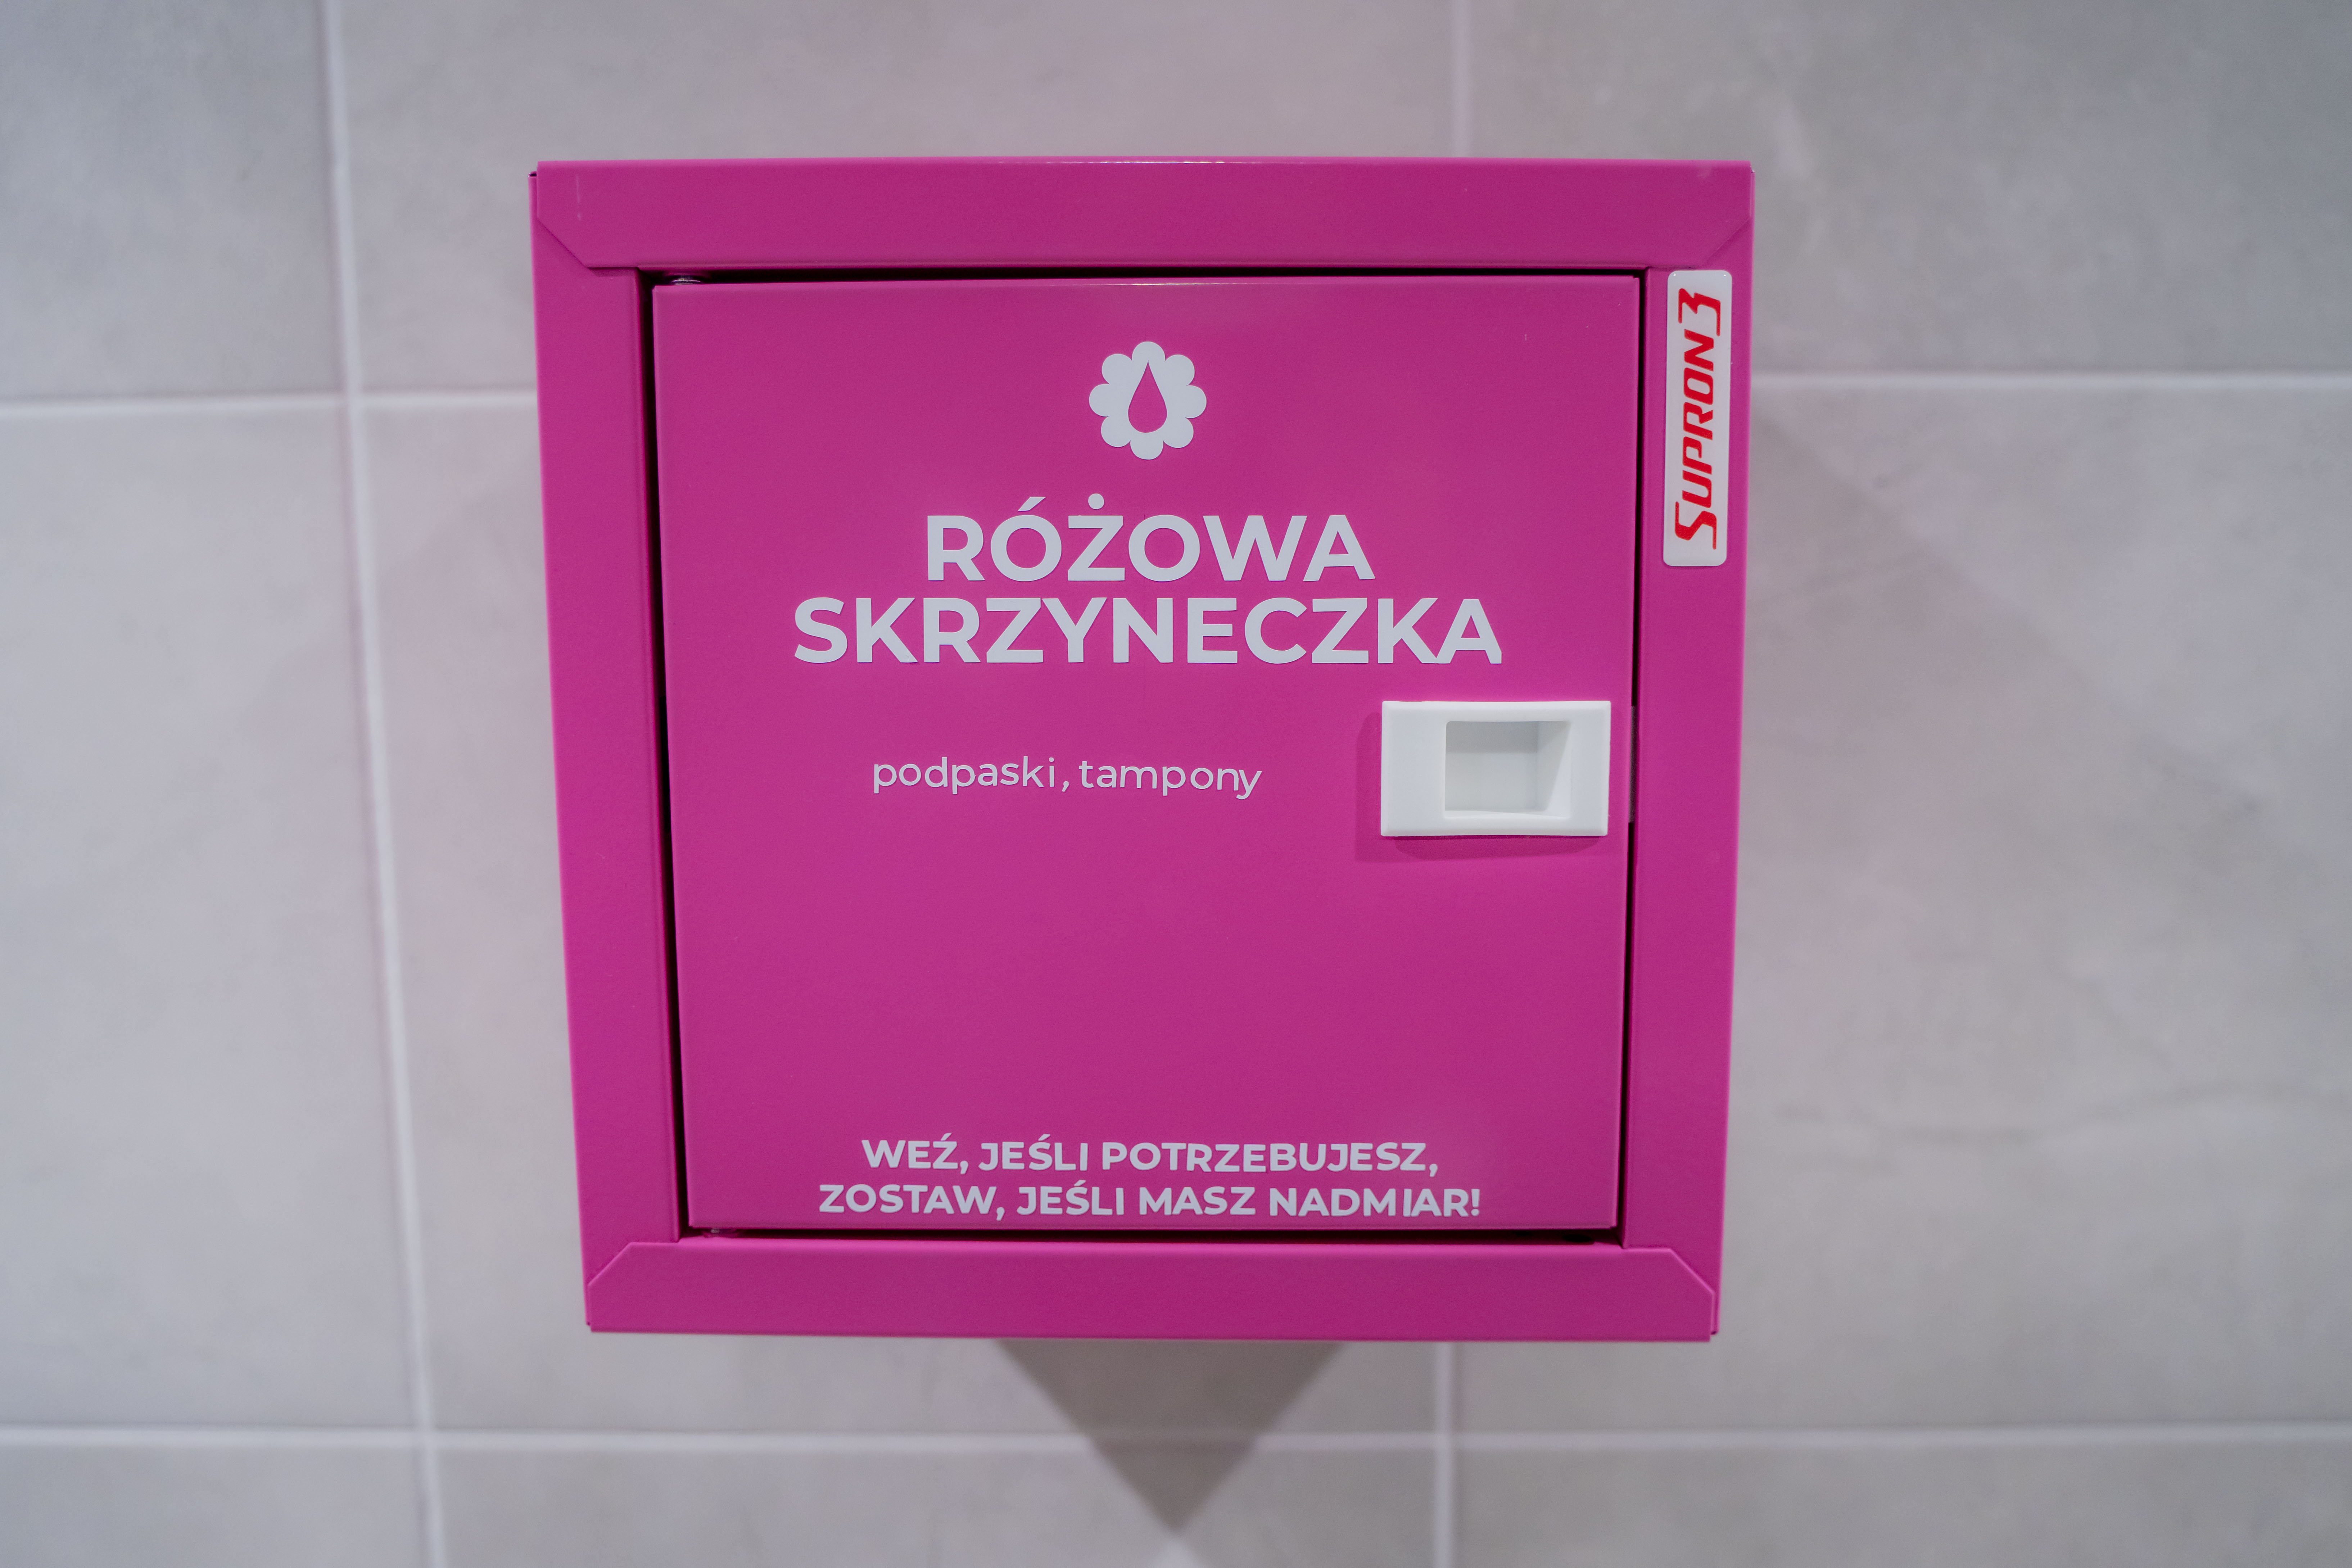 RÓŻOWA
SKRZYNECZKA
podpaski, tampony
WEŹ, JEŚLI POTRZEBUJESZ,
ZOSTAW, JEŚLI MASZ NADMIAR!
SUPRON3